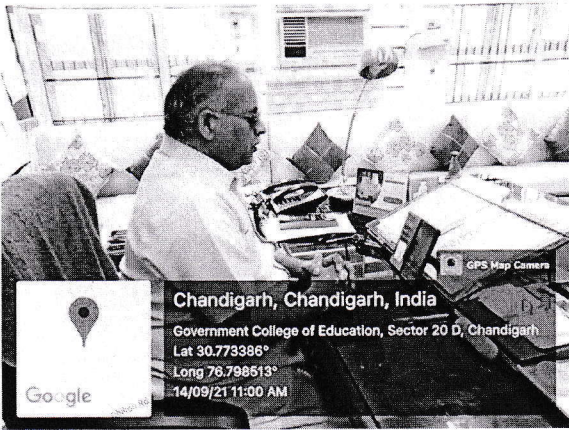 GPS Map Camera
Chandigarh, Chandigarh, India
Government College of Education, Sector 20 D, Chandigarh
Lat 30.773386°
Long 76.798513°
14/09/21 11:00 AM
Google